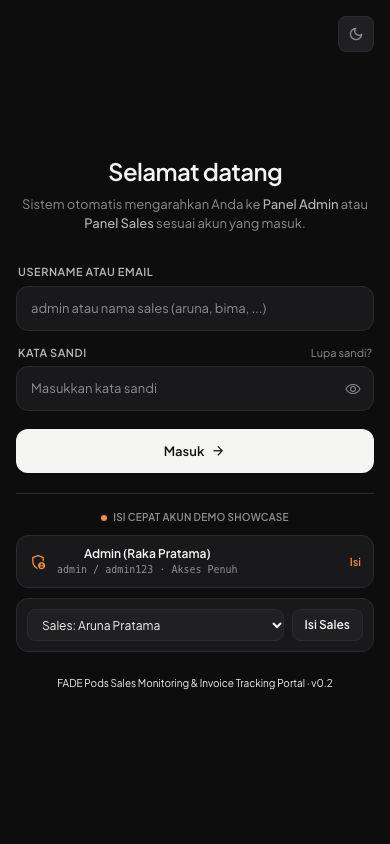 Selamat datang
Sistem otomatis mengarahkan Anda ke Panel Admin atau
Panel Sales sesuai akun yang masuk.
USERNAME ATAU EMAIL
admin atau nama sales (aruna, bima, ...)
KATA SANDI
Lupa sandi?
Masukkan kata sandi
Masuk →
ISI CEPAT AKUN DEMO SHOWCASE
Admin (Raka Pratama)
admin / admin123 · Akses Penuh
Isi
Sales: Aruna Pratama
Isi Sales
FADE Pods Sales Monitoring & Invoice Tracking Portal · v0.2